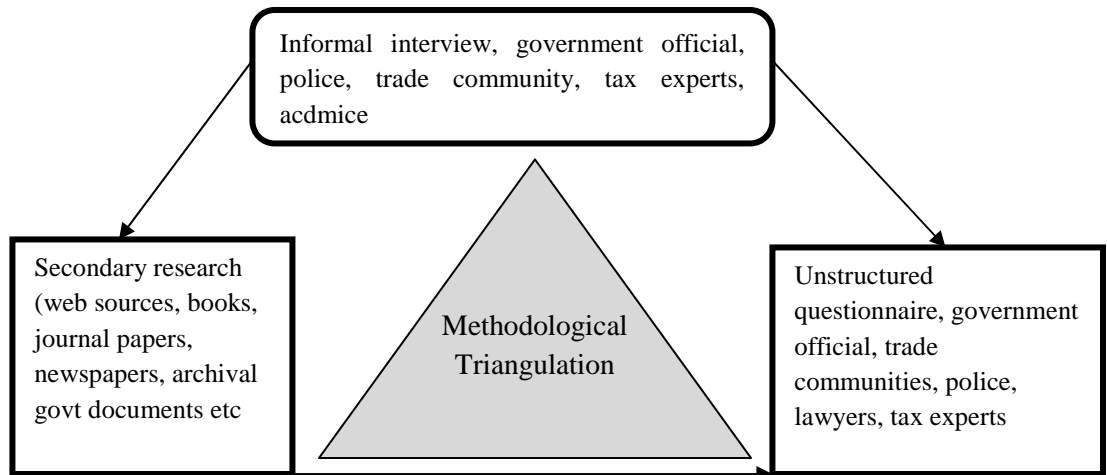 Informal interview, government official,
police, trade community, tax experts,
acdmice
Secondary research
(web sources, books,
journal papers,
newspapers, archival
govt documents etc
Methodological
Triangulation
Unstructured
questionnaire, government
official, trade
communities, police,
lawyers, tax experts